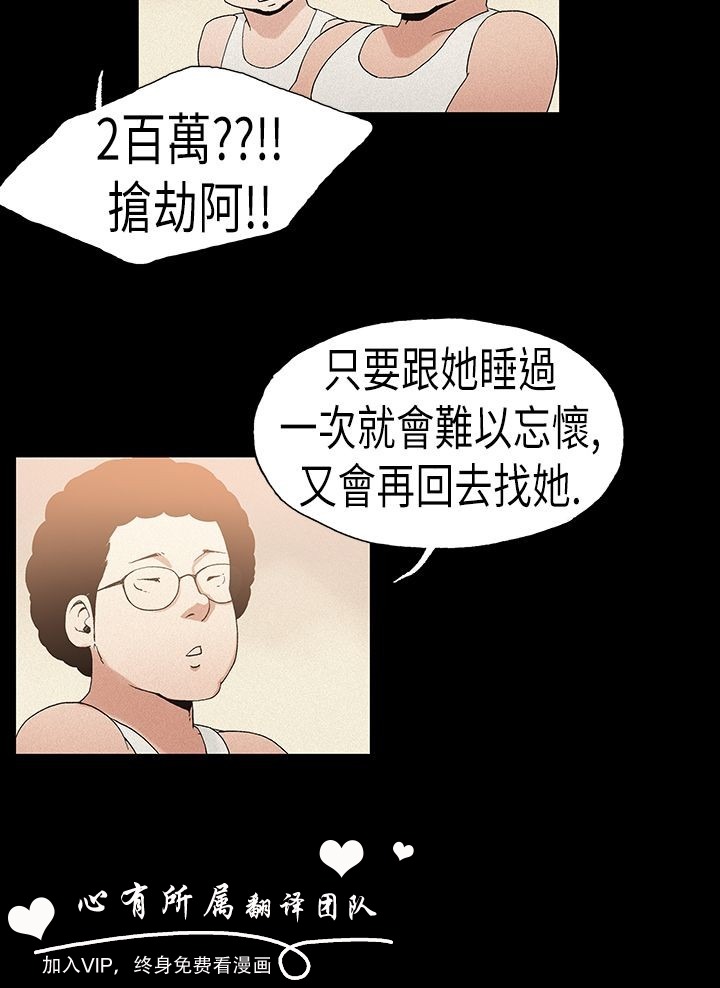 2百萬??!!
搶劫阿!!
只要跟她睡過
一次就會難以忘懷,
又會再回去找她.
心有所属翻译团队
加入VIP，终身免费看漫画